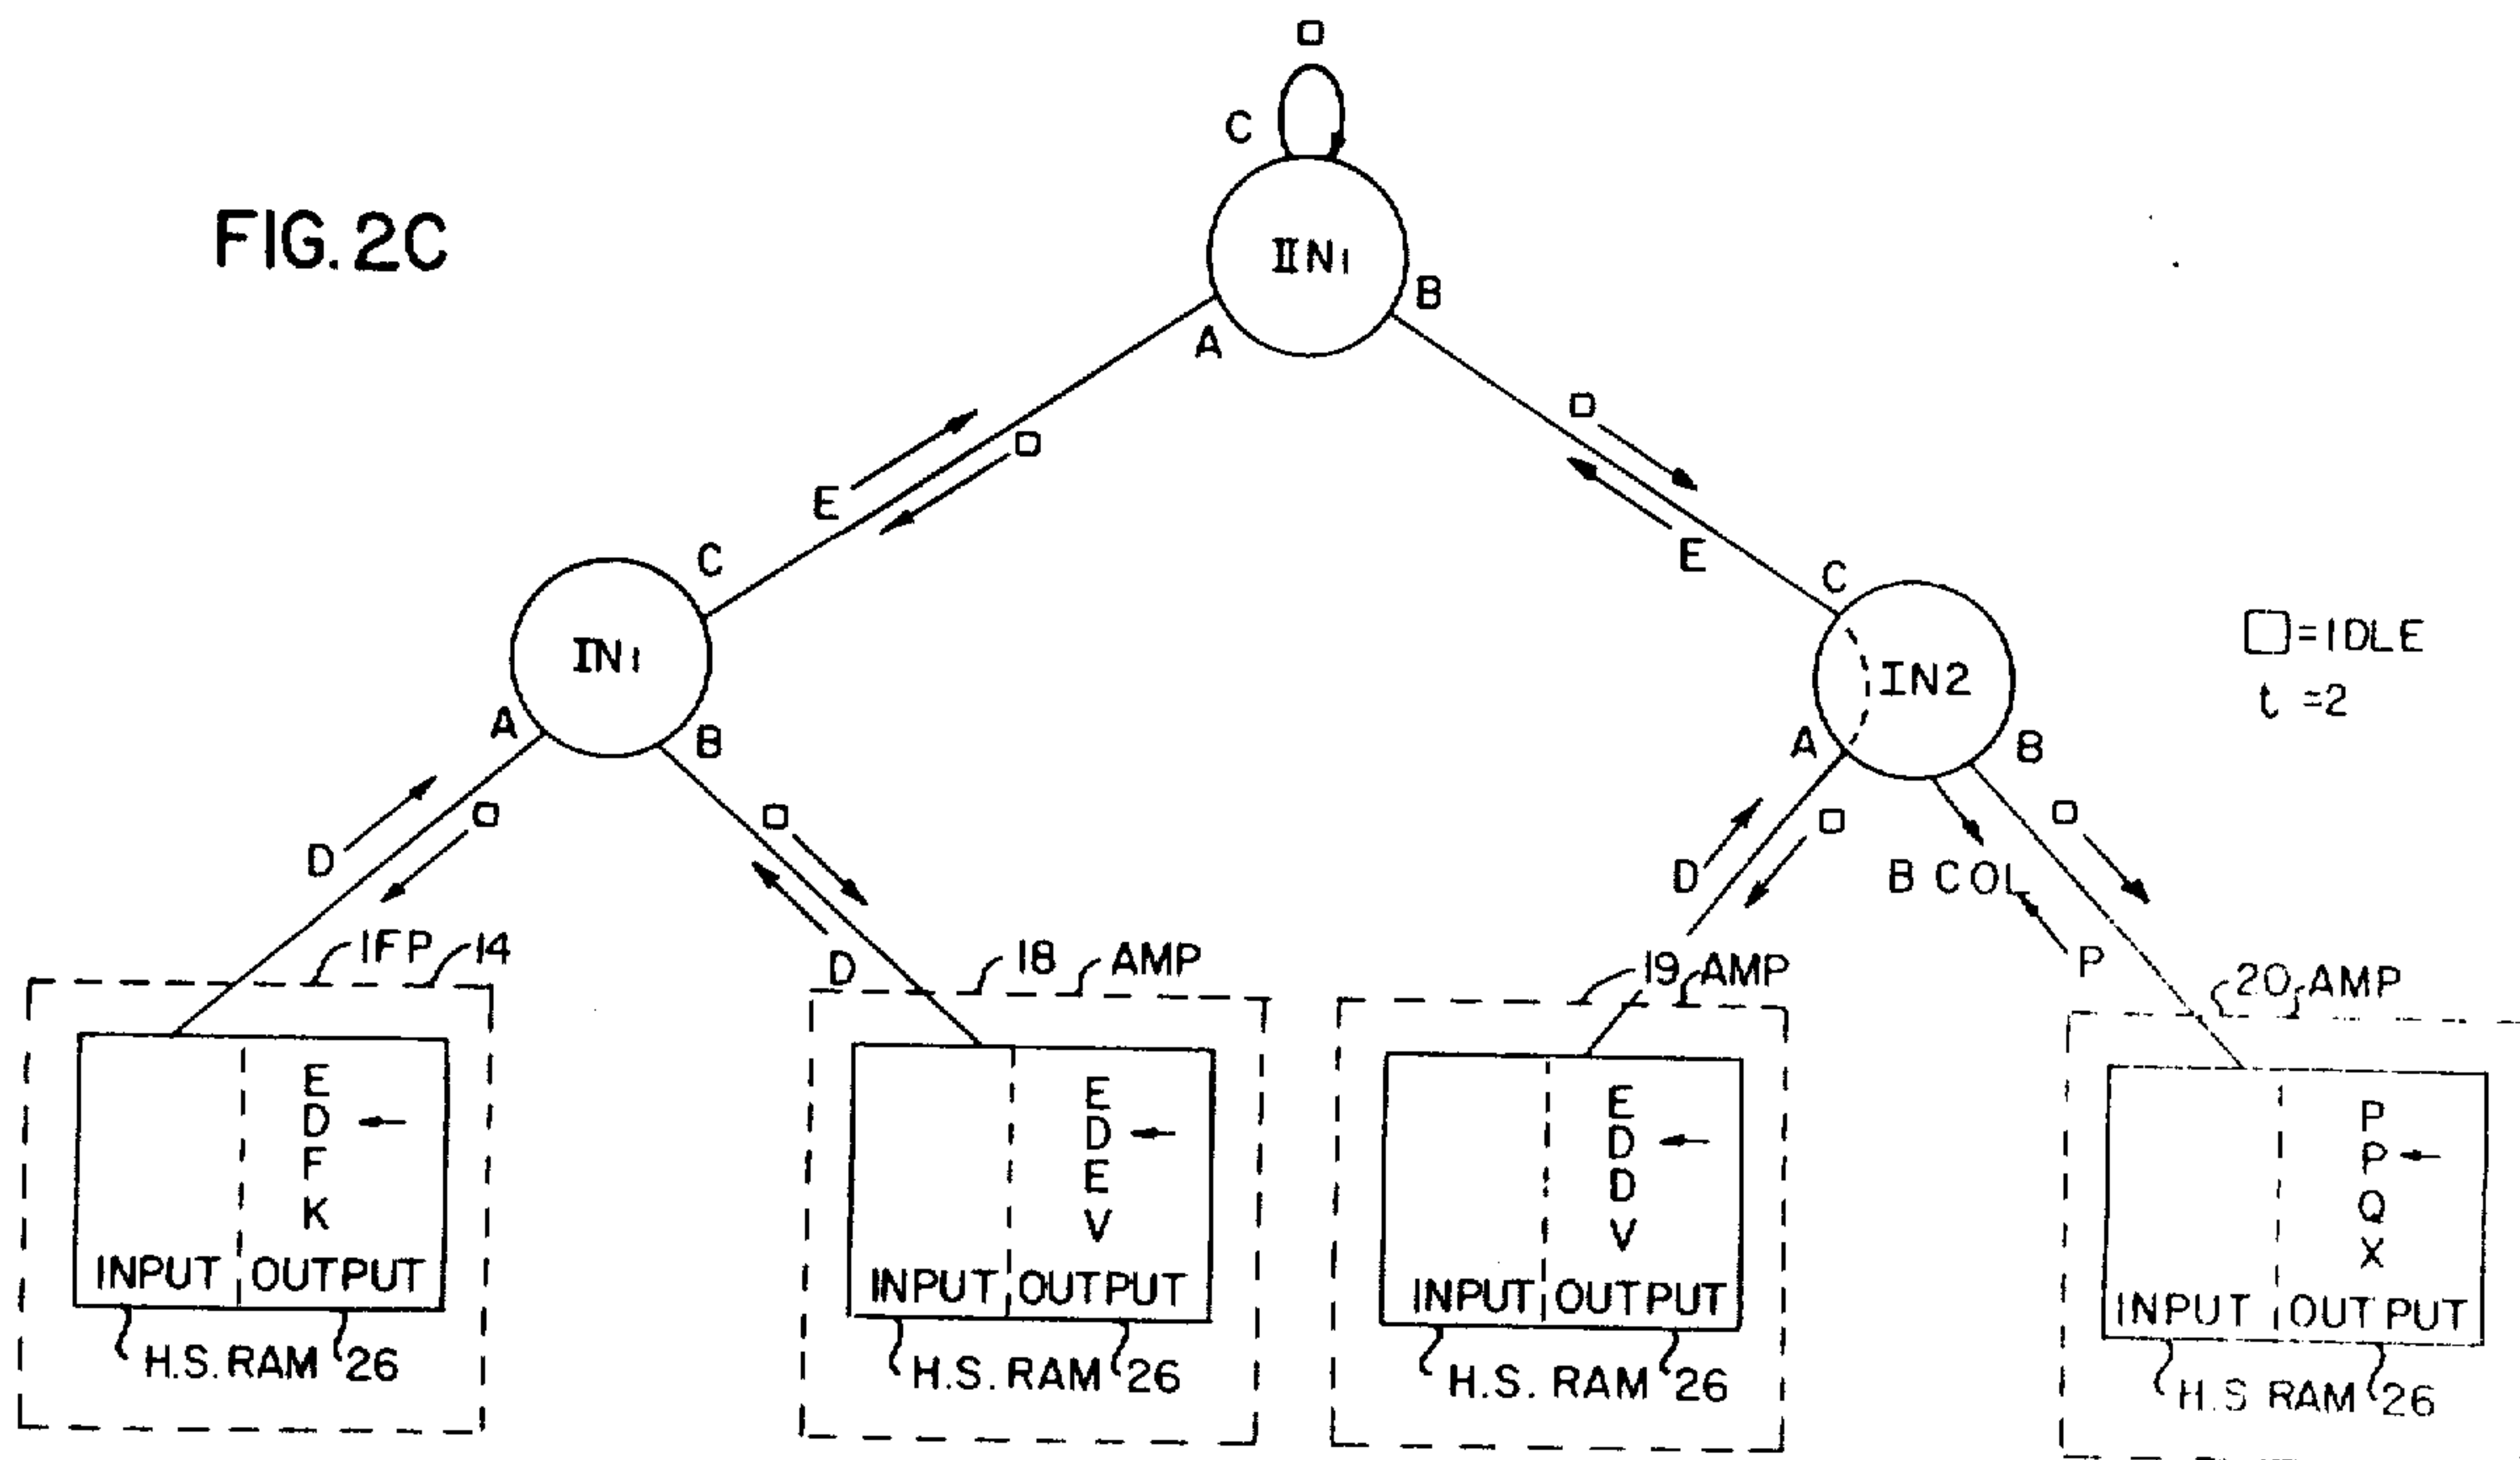 FIG. 2C
C
IIN1
A
B
E
E
C
IN1
A
B
C
IN2
A
B
□=IDLE
t =2
D
D
D
B COL
P
IFP 14
18 AMP
19 AMP
20 AMP
E
D
F
K
INPUT OUTPUT
H.S. RAM 26
E
D
E
V
INPUT OUTPUT
H.S. RAM 26
E
D
D
V
INPUT OUTPUT
H.S. RAM 26
P
P
Q
X
INPUT OUTPUT
H.S RAM 26